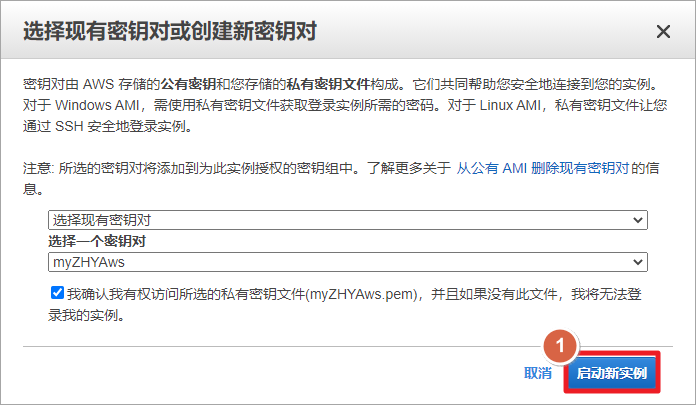 选择现有密钥对或创建新密钥对
密钥对由 AWS 存储的公有密钥和您存储的私有密钥文件构成。它们共同帮助您安全地连接到您的实例。
对于 Windows AMI，需使用私有密钥文件获取登录实例所需的密码。对于 Linux AMI，私有密钥文件让您
通过 SSH 安全地登录实例。
注意: 所选的密钥对将添加到为此实例授权的密钥组中。了解更多关于 从公有 AMI 删除现有密钥对的信
息。
选择现有密钥对
选择一个密钥对
myZHYAws
我确认我有权访问所选的私有密钥文件(myZHYAws.pem)，并且如果没有此文件，我将无法登
录我的实例。
1
取消 启动新实例